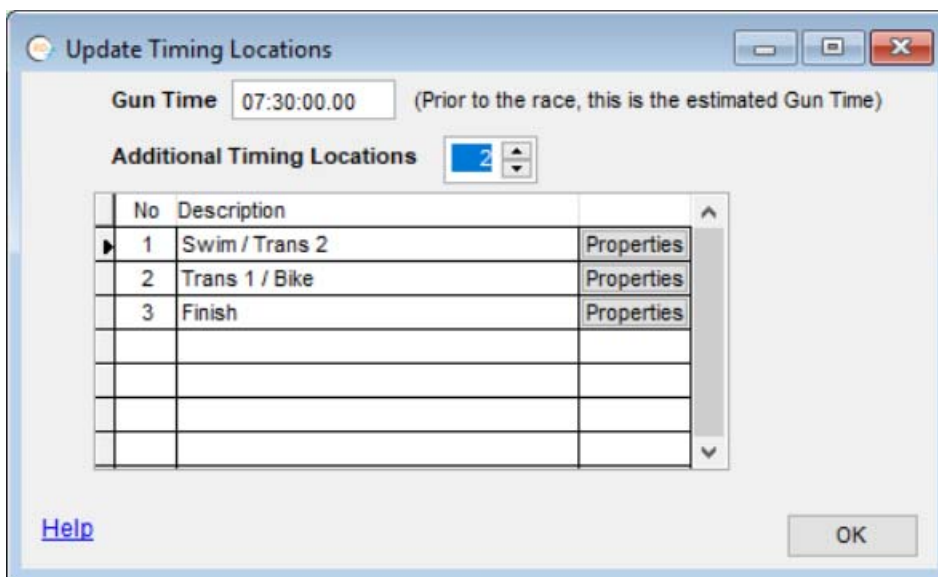 Update Timing Locations
Gun Time 07:30:00.00 (Prior to the race, this is the estimated Gun Time)
Additional Timing Locations 2
No Description
1 Swim / Trans 2 Properties
2 Trans 1 / Bike Properties
3 Finish Properties
Help OK